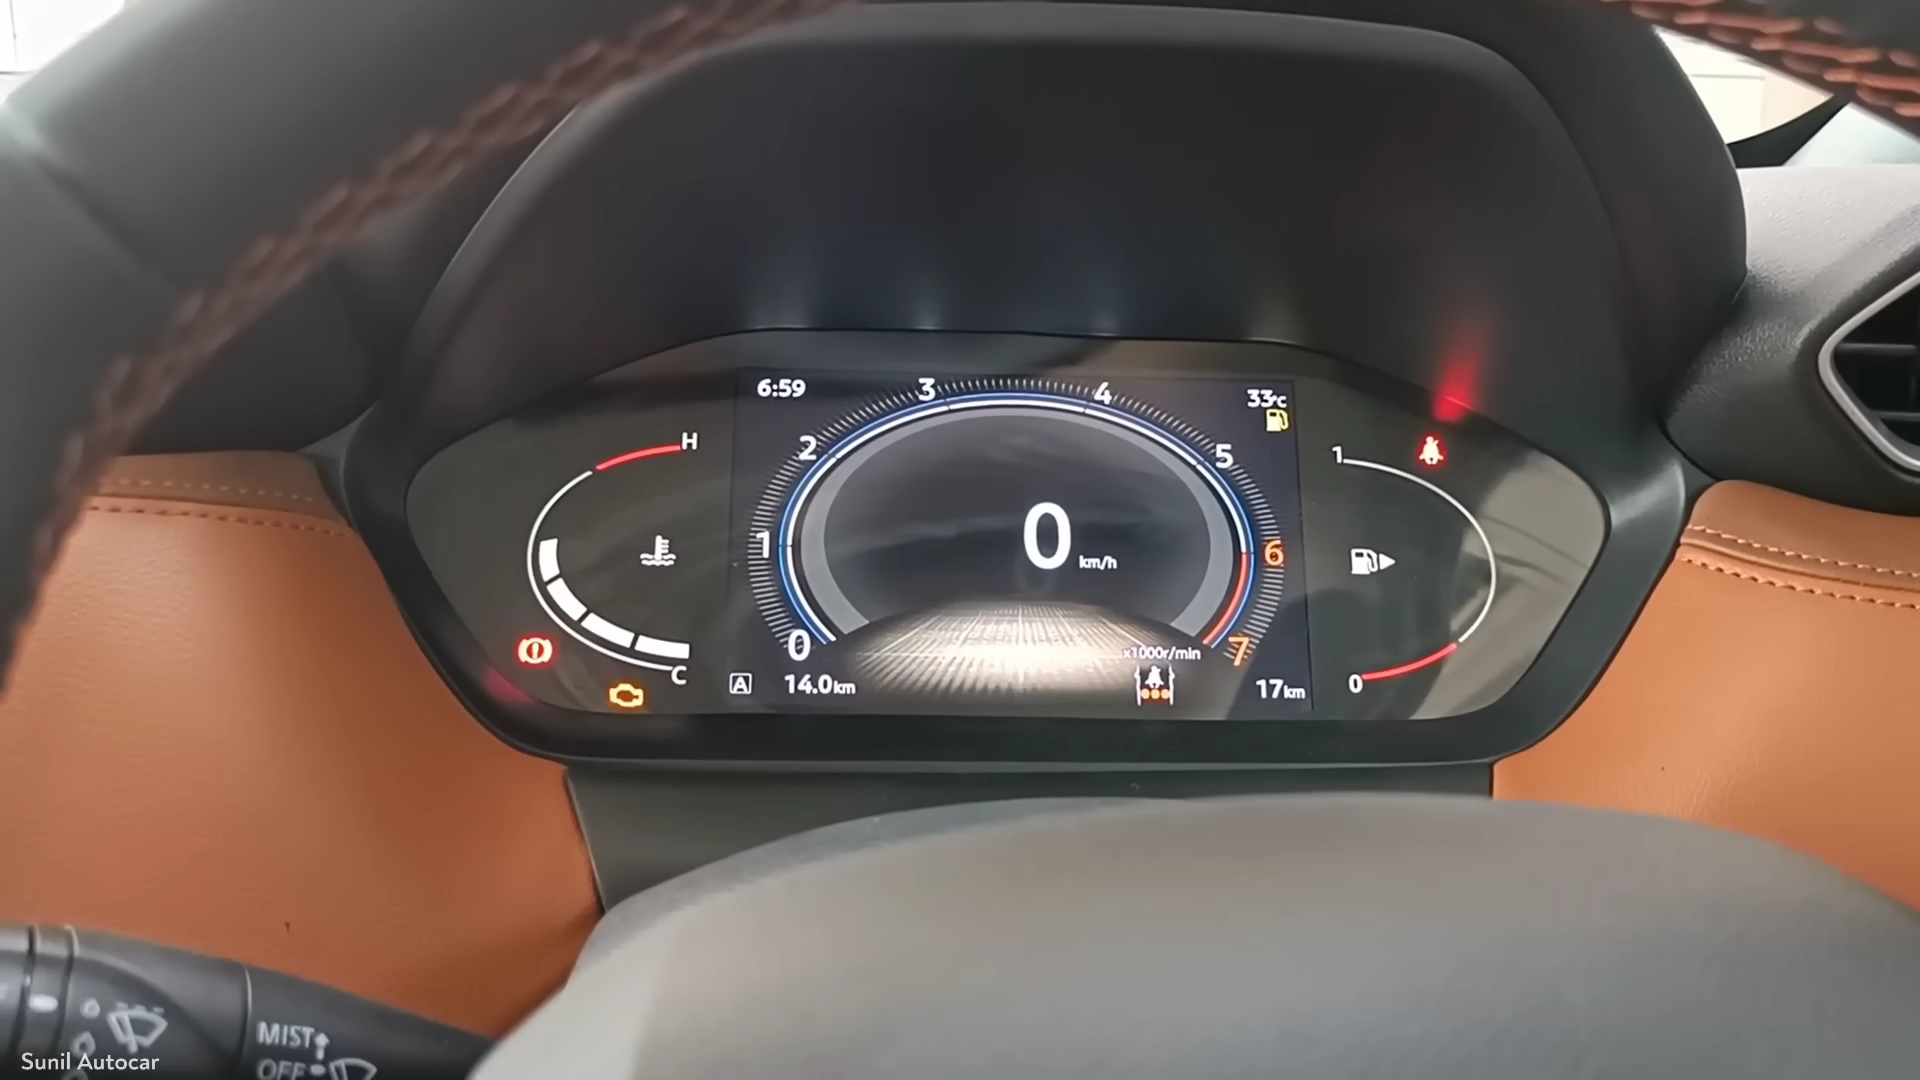 6:59
33°C
H
C
0
1
2
3
4
5
6
7
0 km/h
x1000r/min
A
14.0km
17km
1
0
MIST
OFF
Sunil Autocar